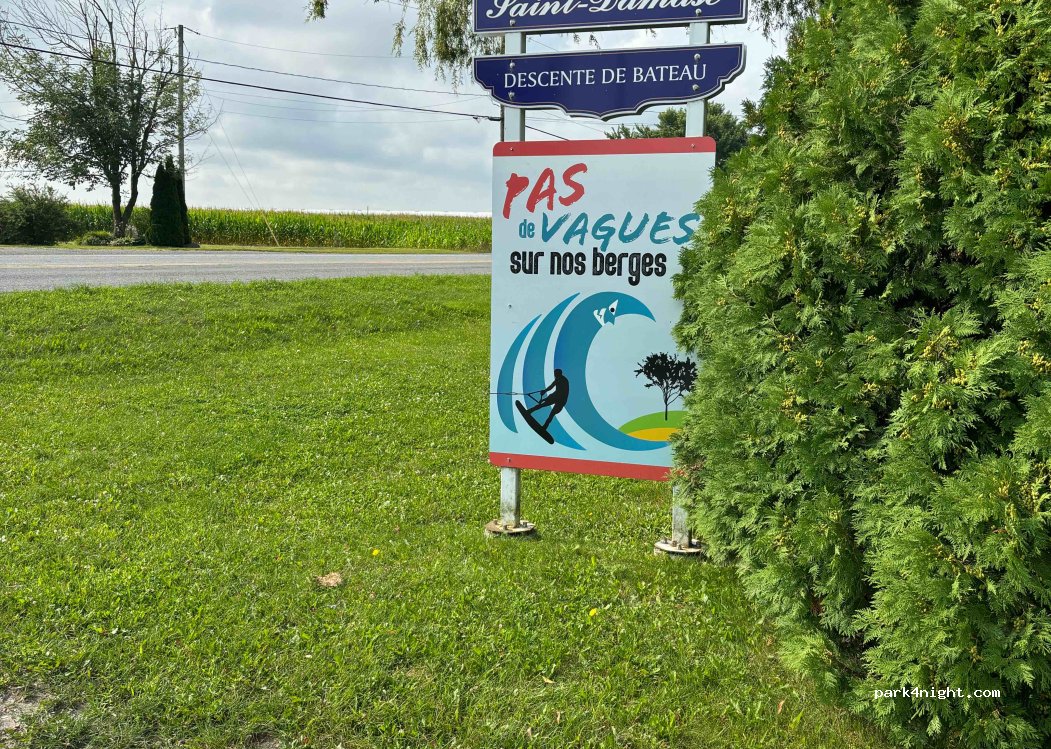 Saint-Damase
DESCENTE DE BATEAU
PAS
de VAGUES
sur nos berges
park4night.com